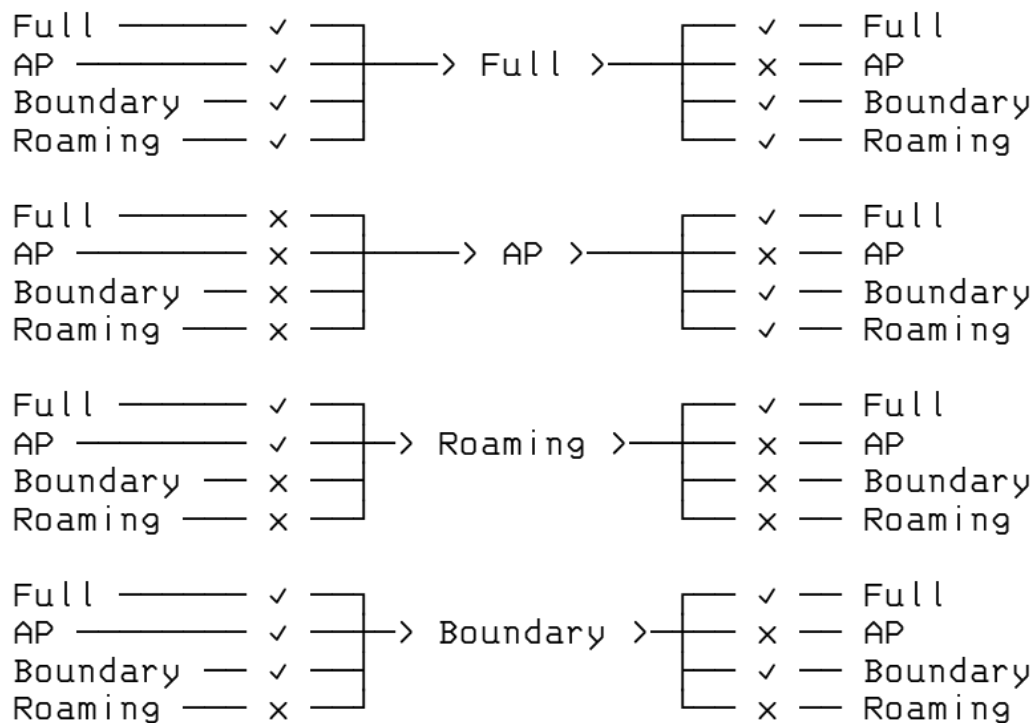 Full ────── ✓ ──┐ ┌── ✓ ── Full
AP ──────── ✓ ──┼───> Full >───┼── × ── AP
Boundary ── ✓ ──┤ ├── ✓ ── Boundary
Roaming ─── ✓ ──┘ └── ✓ ── Roaming
Full ────── × ──┐ ┌── ✓ ── Full
AP ──────── × ──┼────> AP >────┼── × ── AP
Boundary ── × ──┤ ├── ✓ ── Boundary
Roaming ─── × ──┘ └── ✓ ── Roaming
Full ────── ✓ ──┐ ┌── ✓ ── Full
AP ──────── ✓ ──┼─> Roaming >──┼── × ── AP
Boundary ── × ──┤ ├── × ── Boundary
Roaming ─── × ──┘ └── × ── Roaming
Full ────── ✓ ──┐ ┌── ✓ ── Full
AP ──────── ✓ ──┼─> Boundary >─┼── × ── AP
Boundary ── ✓ ──┤ ├── ✓ ── Boundary
Roaming ─── × ──┘ └── × ── Roaming